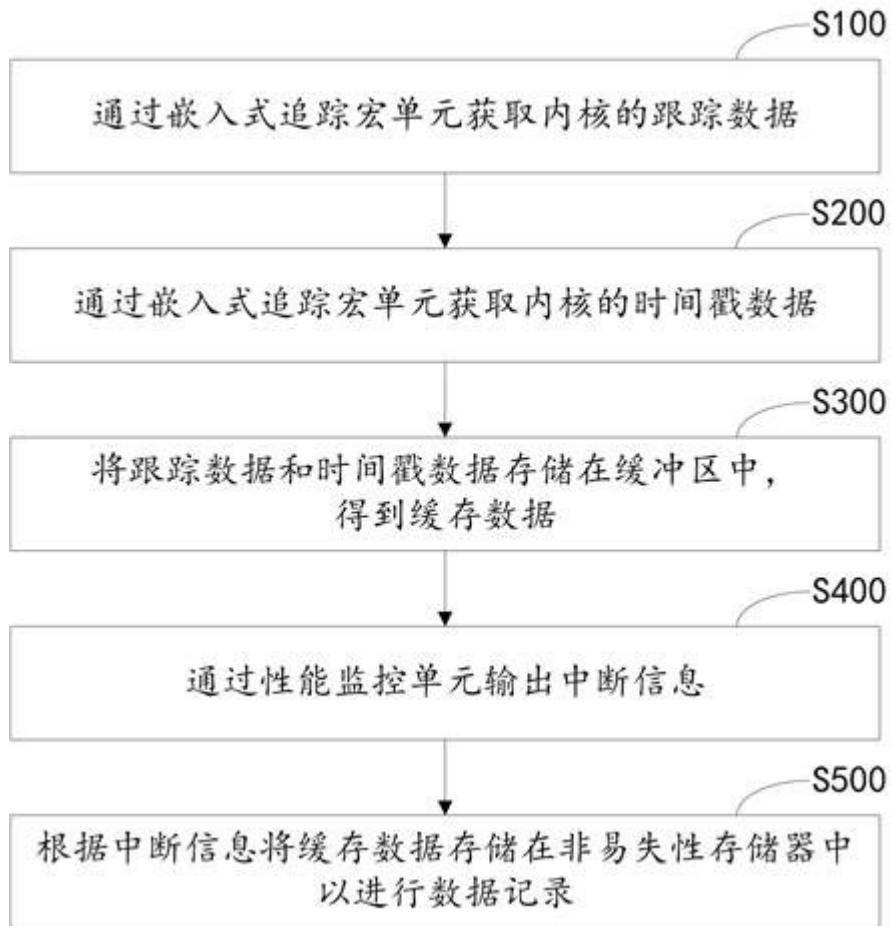 S100
通过嵌入式追踪宏单元获取内核的跟踪数据
S200
通过嵌入式追踪宏单元获取内核的时间戳数据
S300
将跟踪数据和时间戳数据存储在缓冲区中，
得到缓存数据
S400
通过性能监控单元输出中断信息
S500
根据中断信息将缓存数据存储在非易失性存储器中
以进行数据记录